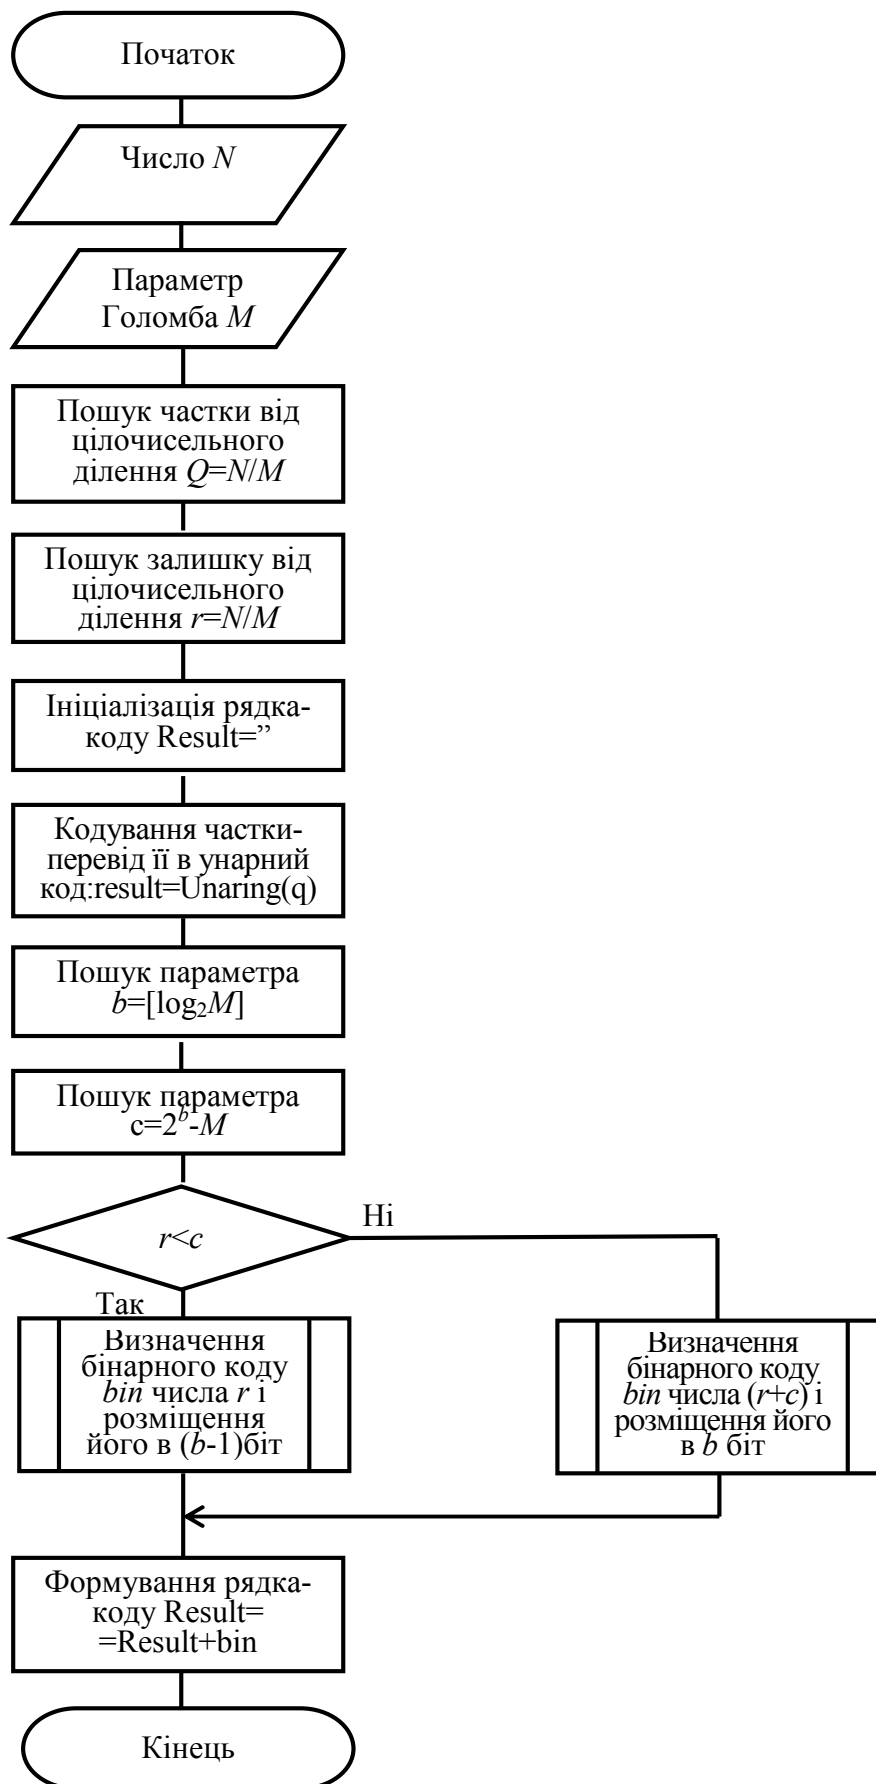 Початок
Число N
Параметр
Голомба M
Пошук частки від
цілочисельного
ділення Q=N/M
Пошук залишку від
цілочисельного
ділення r=N/M
Ініціалізація рядка-
коду Result=”
Кодування частки-
перевід її в унарний
код:result=Unaring(q)
Пошук параметра
b=[log₂M]
Пошук параметра
c=2ᵇ-M
r<c
Ні
Так
Визначення
бінарного коду
bin числа r і
розміщення
його в (b-1)біт
Визначення
бінарного коду
bin числа (r+c) і
розміщення його
в b біт
Формування рядка-
коду Result=
=Result+bin
Кінець